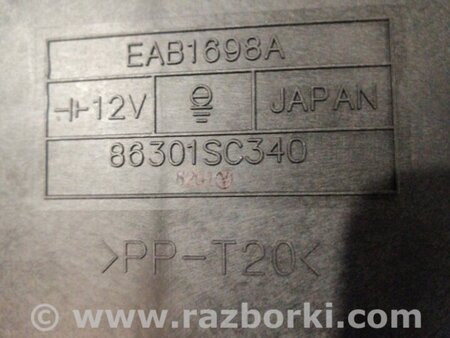 EAB1698A
12V JAPAN
86301SC340
>PP-T20<
© www.razborki.com